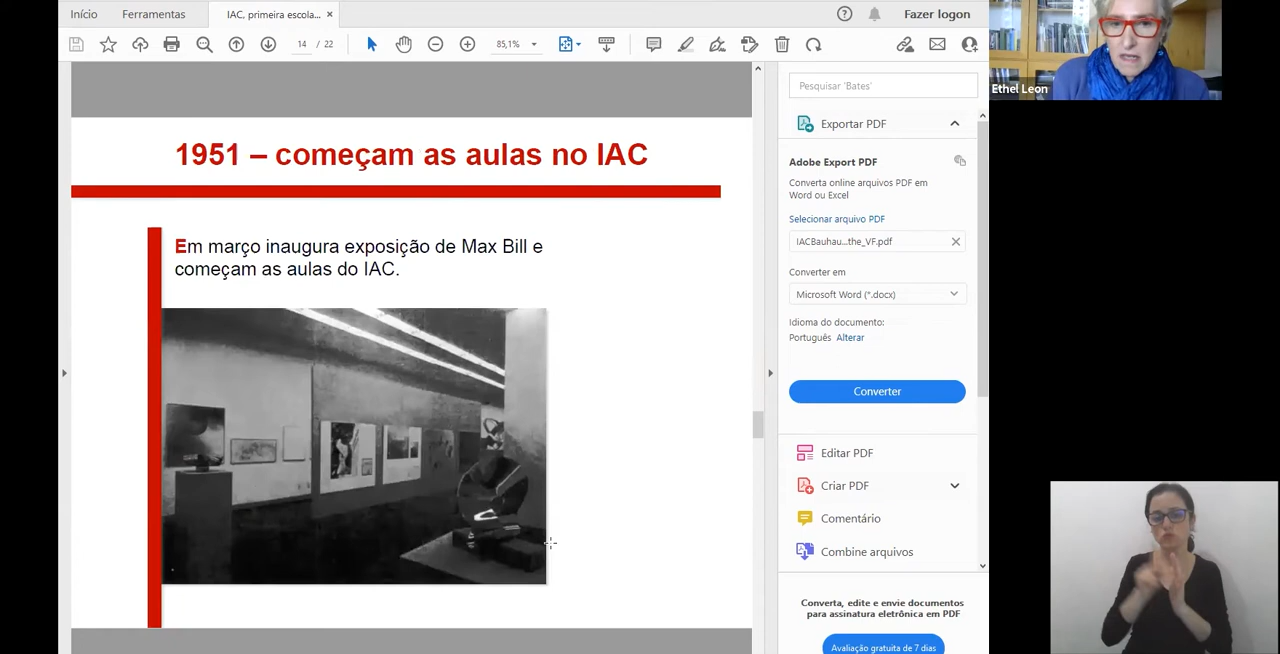 Início
Ferramentas
IAC, primeira escola... ×
Fazer logon
14 / 22
85,1%
Ethel Leon
1951 – começam as aulas no IAC
Em março inaugura exposição de Max Bill e
começam as aulas do IAC.
Pesquisar 'Bates'
Exportar PDF
Adobe Export PDF
Converta online arquivos PDF em
Word ou Excel
Selecionar arquivo PDF
IACBauhau...the_VF.pdf
Converter em
Microsoft Word (*.docx)
Idioma do documento:
Português Alterar
Converter
Editar PDF
Criar PDF
Comentário
Combine arquivos
Converta, edite e envie documentos
para assinatura eletrônica em PDF
Avaliação gratuita de 7 dias